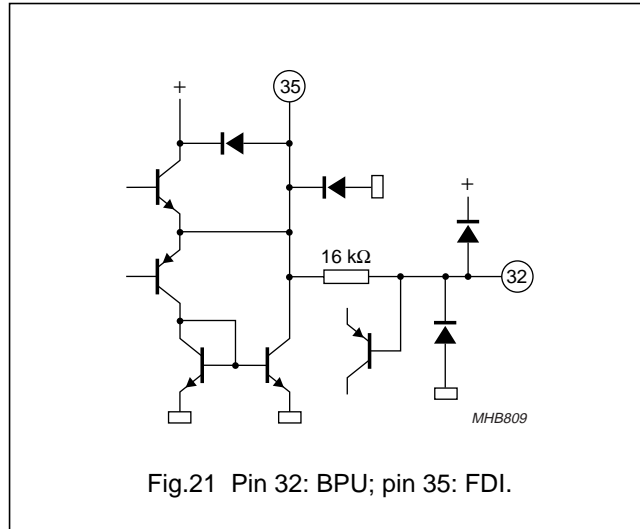 +
35
+
16 kΩ
32
MHB809
Fig.21 Pin 32: BPU; pin 35: FDI.